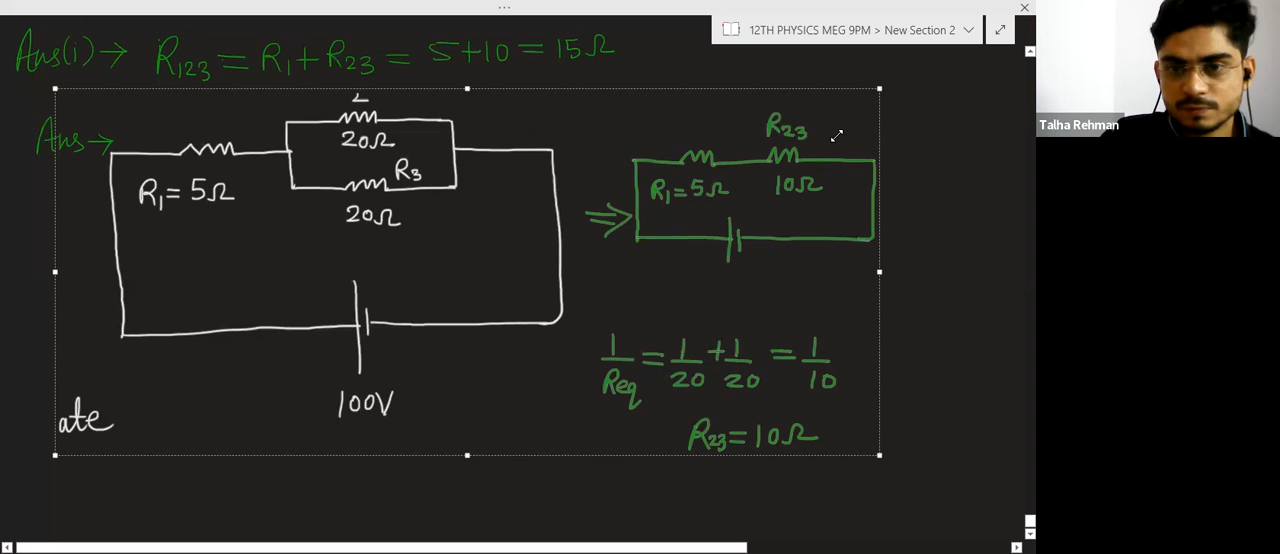 12TH PHYSICS MEG 9PM > New Section 2
Ans(i) → R₁₂₃ = R₁ + R₂₃ = 5+10 = 15Ω
Ans →
20Ω
R₃
R₁ = 5Ω
20Ω
100V
ate
R₂₃
R₁ = 5Ω
10Ω
⇒
1/Req = 1/20 + 1/20 = 1/10
R₂₃ = 10Ω
Talha Rehman